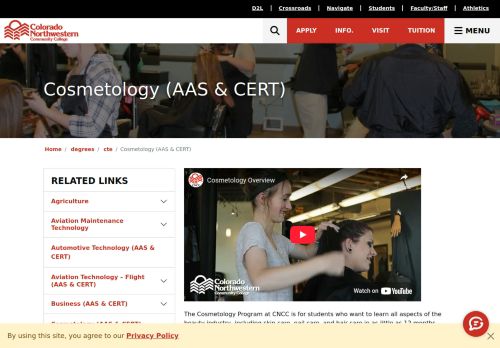 D2L | Crossroads | Navigate | Students | Faculty/Staff | Athletics
Colorado
Northwestern
Community College
APPLY INFO. VISIT TUITION MENU
Cosmetology (AAS & CERT)
Home / degrees / cte / Cosmetology (AAS & CERT)
RELATED LINKS
Agriculture
Aviation Maintenance
Technology
Automotive Technology (AAS &
CERT)
Aviation Technology – Flight
(AAS & CERT)
Business (AAS & CERT)
Cosmetology Overview
Colorado
Northwestern
Community College
Watch on YouTube
The Cosmetology Program at CNCC is for students who want to learn all aspects of the
beauty industry, including skin care, nail care, and hair care in as little as 12 months.
By using this site, you agree to our Privacy Policy